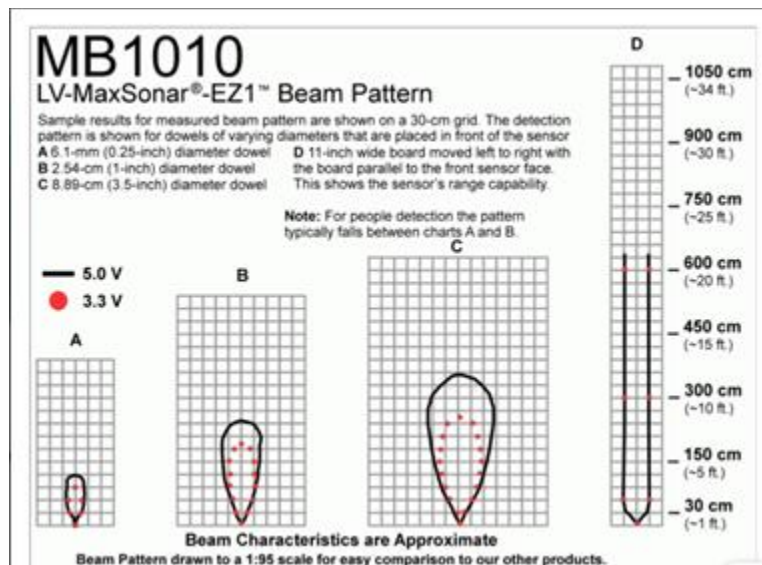 MB1010
LV-MaxSonar®-EZ1™ Beam Pattern
Sample results for measured beam pattern are shown on a 30-cm grid. The detection
pattern is shown for dowels of varying diameters that are placed in front of the sensor
A 6.1-mm (0.25-inch) diameter dowel
B 2.54-cm (1-inch) diameter dowel
C 8.89-cm (3.5-inch) diameter dowel
D 11-inch wide board moved left to right with
the board parallel to the front sensor face.
This shows the sensor's range capability.
Note: For people detection the pattern
typically falls between charts A and B.
5.0 V
3.3 V
A
B
C
D
1050 cm
(~34 ft.)
900 cm
(~30 ft.)
750 cm
(~25 ft.)
600 cm
(~20 ft.)
450 cm
(~15 ft.)
300 cm
(~10 ft.)
150 cm
(~5 ft.)
30 cm
(~1 ft.)
Beam Characteristics are Approximate
Beam Pattern drawn to a 1:95 scale for easy comparison to our other products.